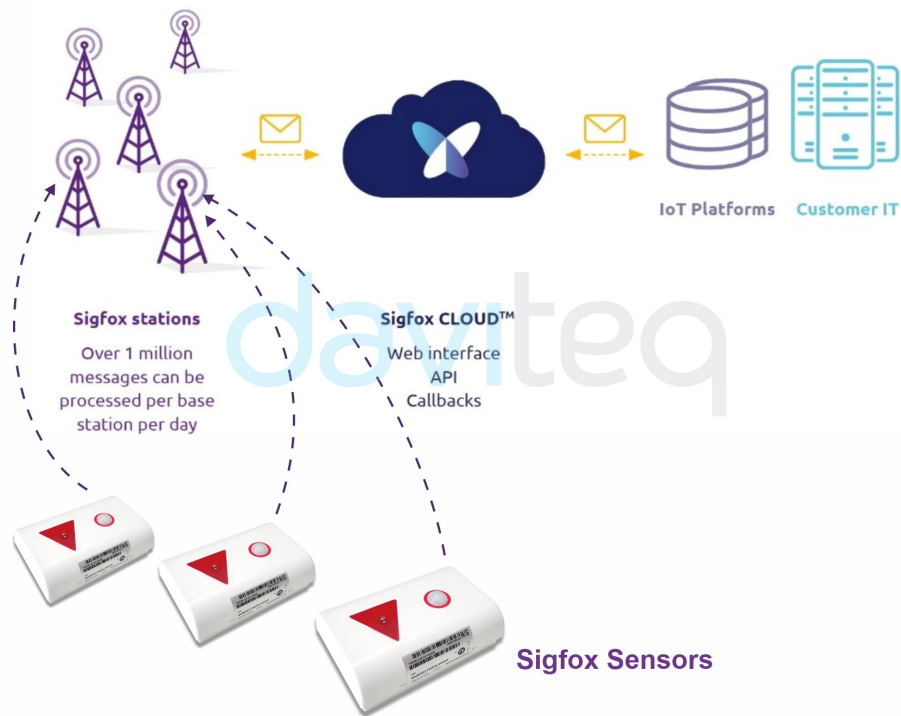 IoT Platforms
Customer IT
Sigfox stations
Over 1 million
messages can be
processed per base
station per day
Sigfox CLOUD™
Web interface
API
Callbacks
daviteq
Sigfox Sensors